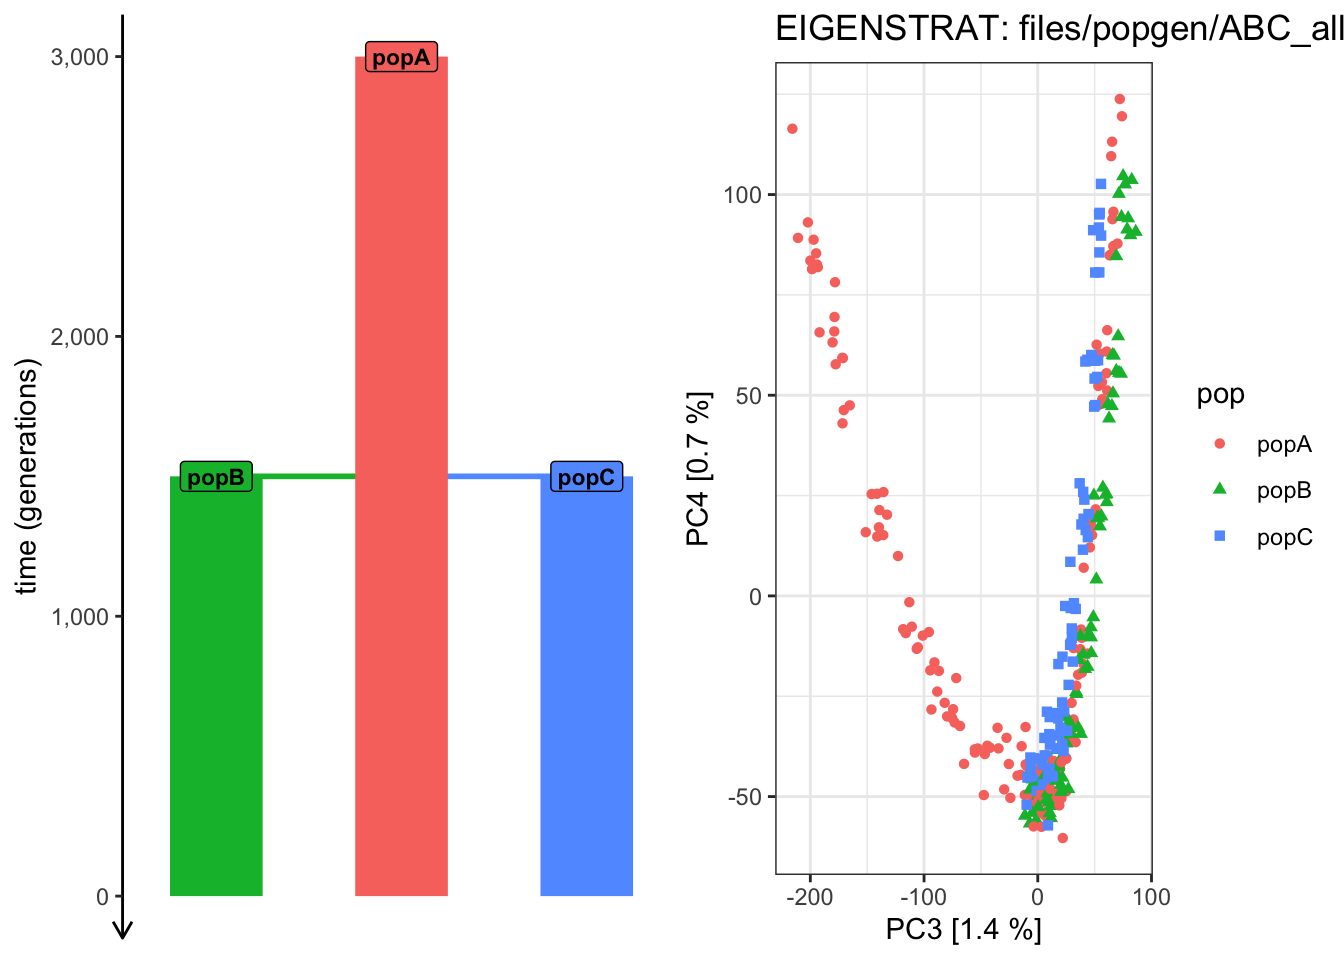 time (generations)
3,000
2,000
1,000
0
popA
popB
popC
EIGENSTRAT: files/popgen/ABC_all
PC4 [0.7 %]
100
50
0
-50
-200
-100
0
100
PC3 [1.4 %]
pop
popA
popB
popC